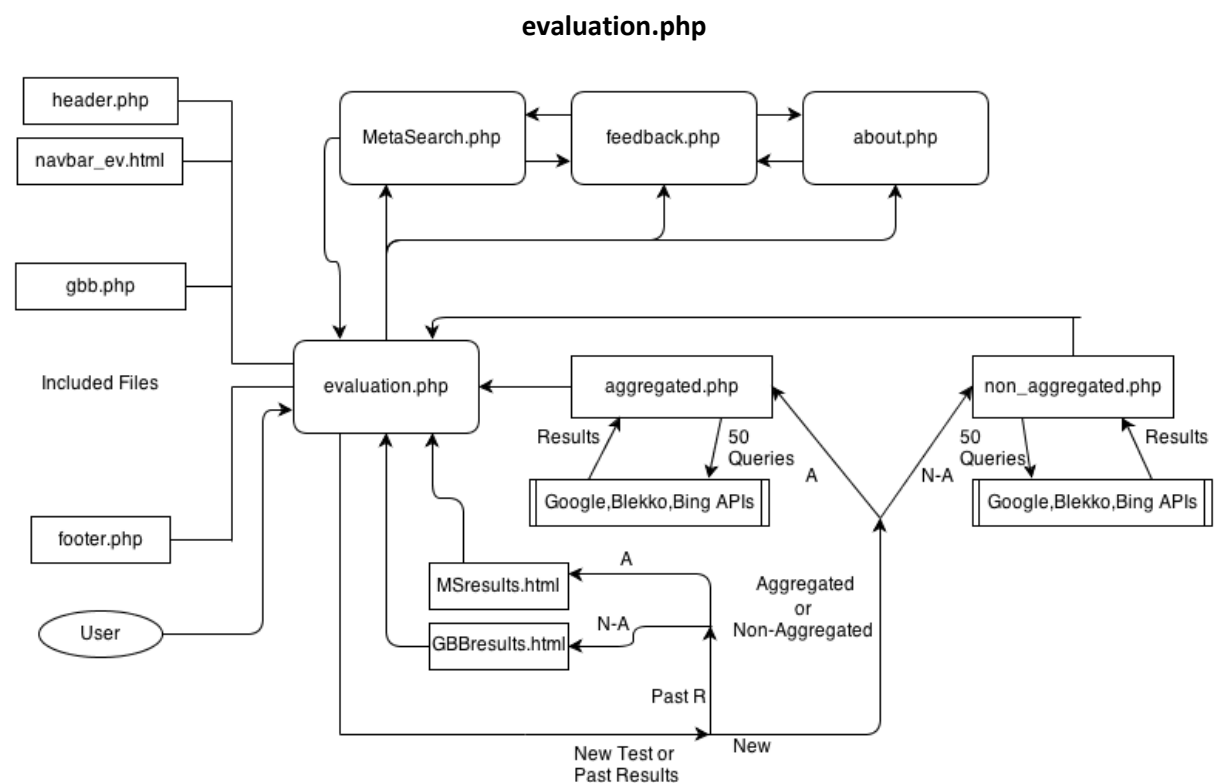 evaluation.php
header.php
navbar_ev.html
gbb.php
Included Files
footer.php
User
MetaSearch.php
feedback.php
about.php
evaluation.php
aggregated.php
non_aggregated.php
Results
50
Queries
A
N-A
50
Queries
Results
Google,Blekko,Bing APIs
Google,Blekko,Bing APIs
MSresults.html
A
Aggregated
or
Non-Aggregated
GBBresults.html
N-A
Past R
New Test or
Past Results
New